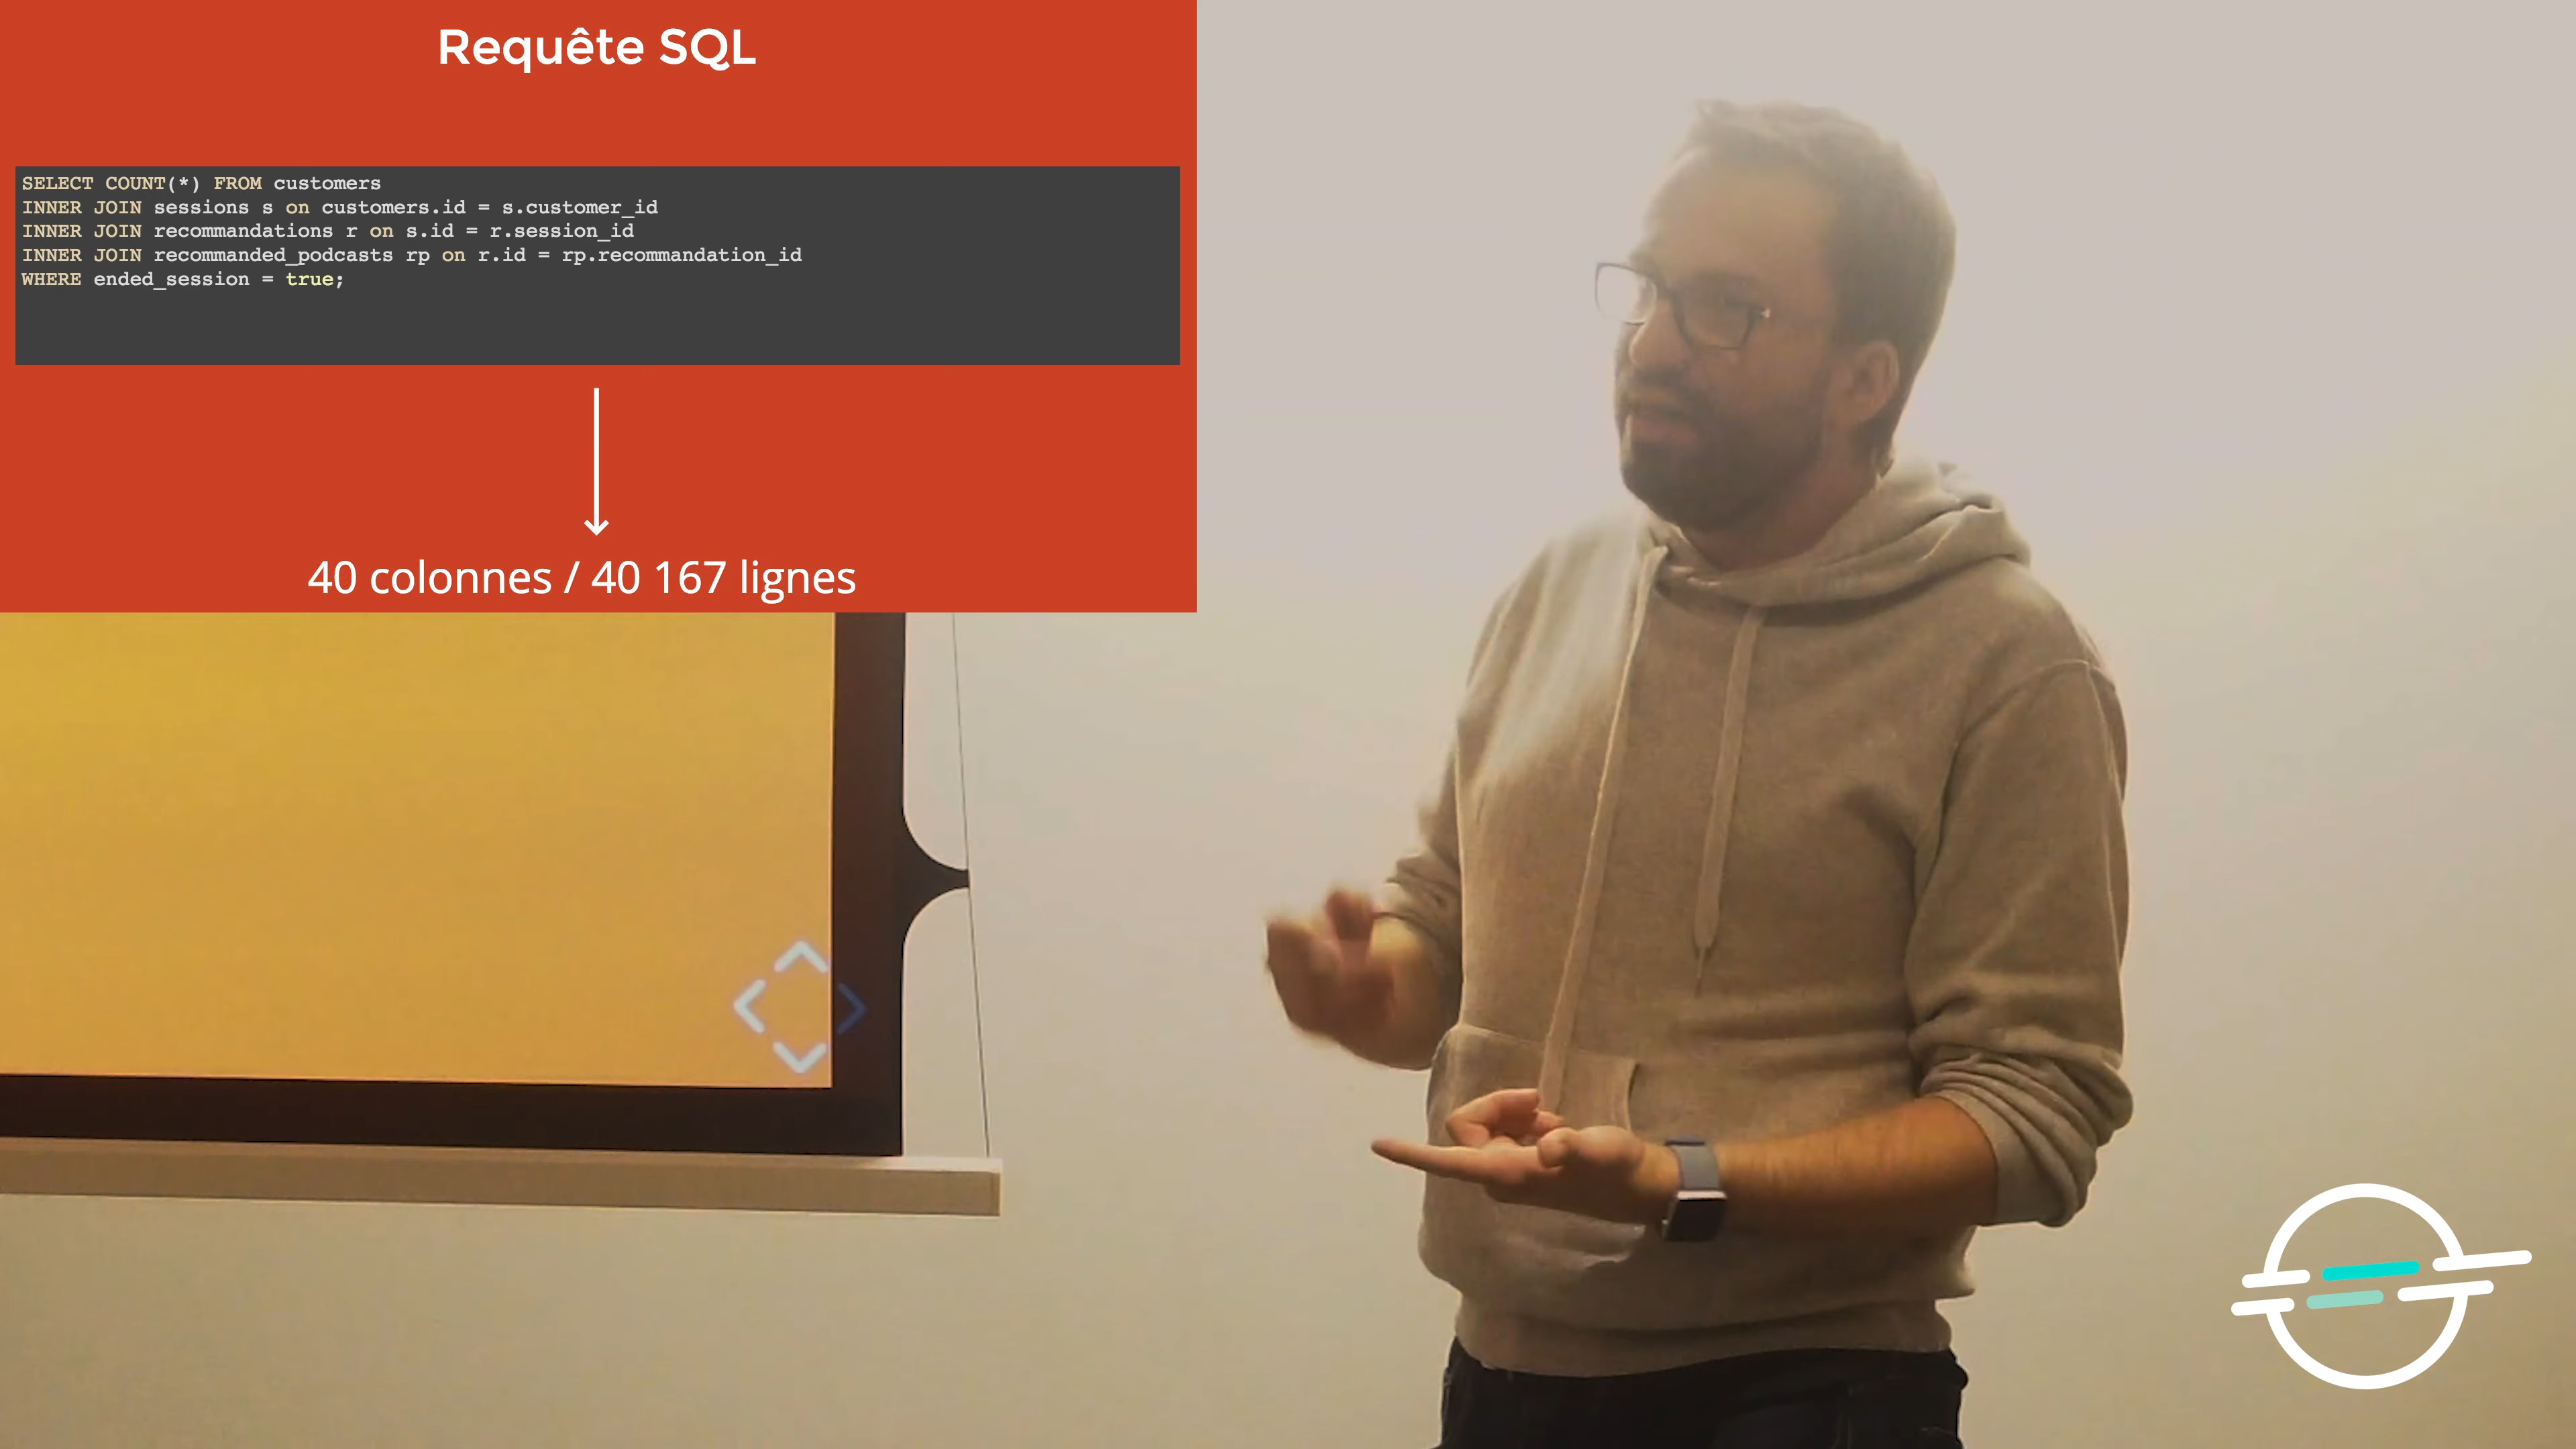 Requête SQL
SELECT COUNT(*) FROM customers
INNER JOIN sessions s on customers.id = s.customer_id
INNER JOIN recommandations r on s.id = r.session_id
INNER JOIN recommanded_podcasts rp on r.id = rp.recommandation_id
WHERE ended_session = true;
40 colonnes / 40 167 lignes